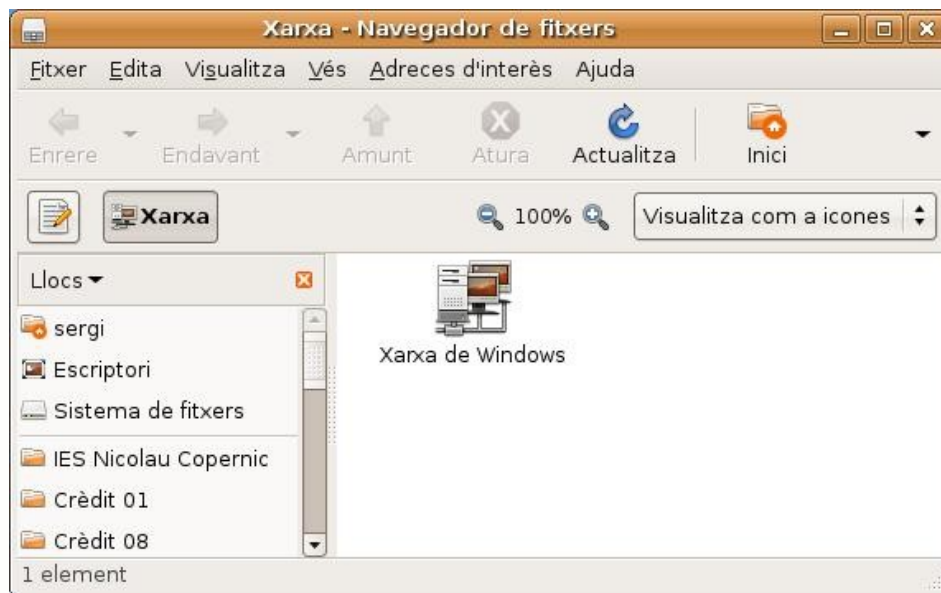 Xarxa - Navegador de fitxers
Fitxer Edita Visualitza Vés Adreces d'interès Ajuda
Enrere Endavant Amunt Atura Actualitza Inici
Xarxa 100% Visualitza com a icones
Llocs
sergi
Escriptori
Sistema de fitxers
IES Nicolau Copernic
Crèdit 01
Crèdit 08
Xarxa de Windows
1 element